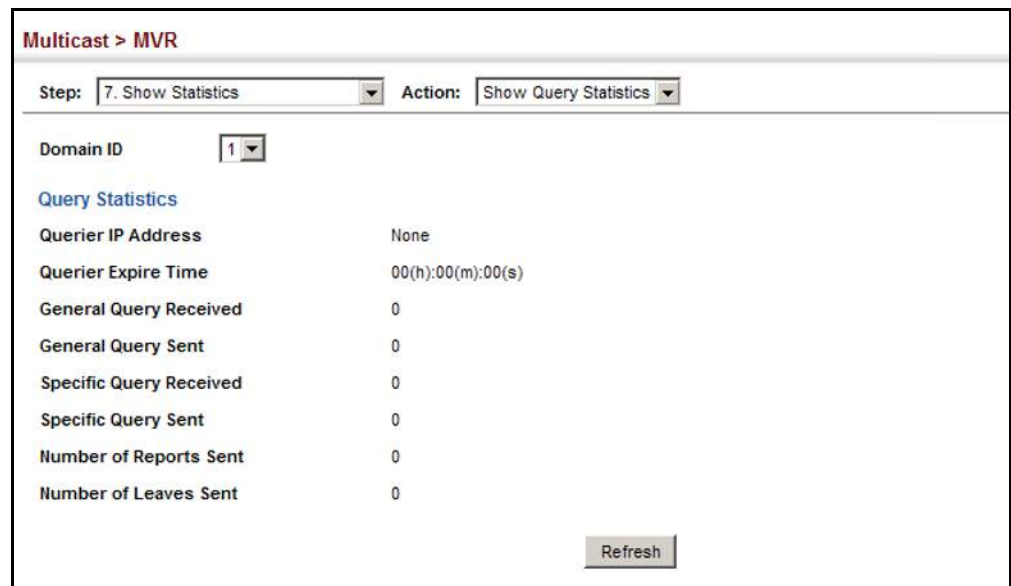 Multicast > MVR
Step: 7. Show Statistics Action: Show Query Statistics
Domain ID 1
Query Statistics
Querier IP Address None
Querier Expire Time 00(h):00(m):00(s)
General Query Received 0
General Query Sent 0
Specific Query Received 0
Specific Query Sent 0
Number of Reports Sent 0
Number of Leaves Sent 0
Refresh